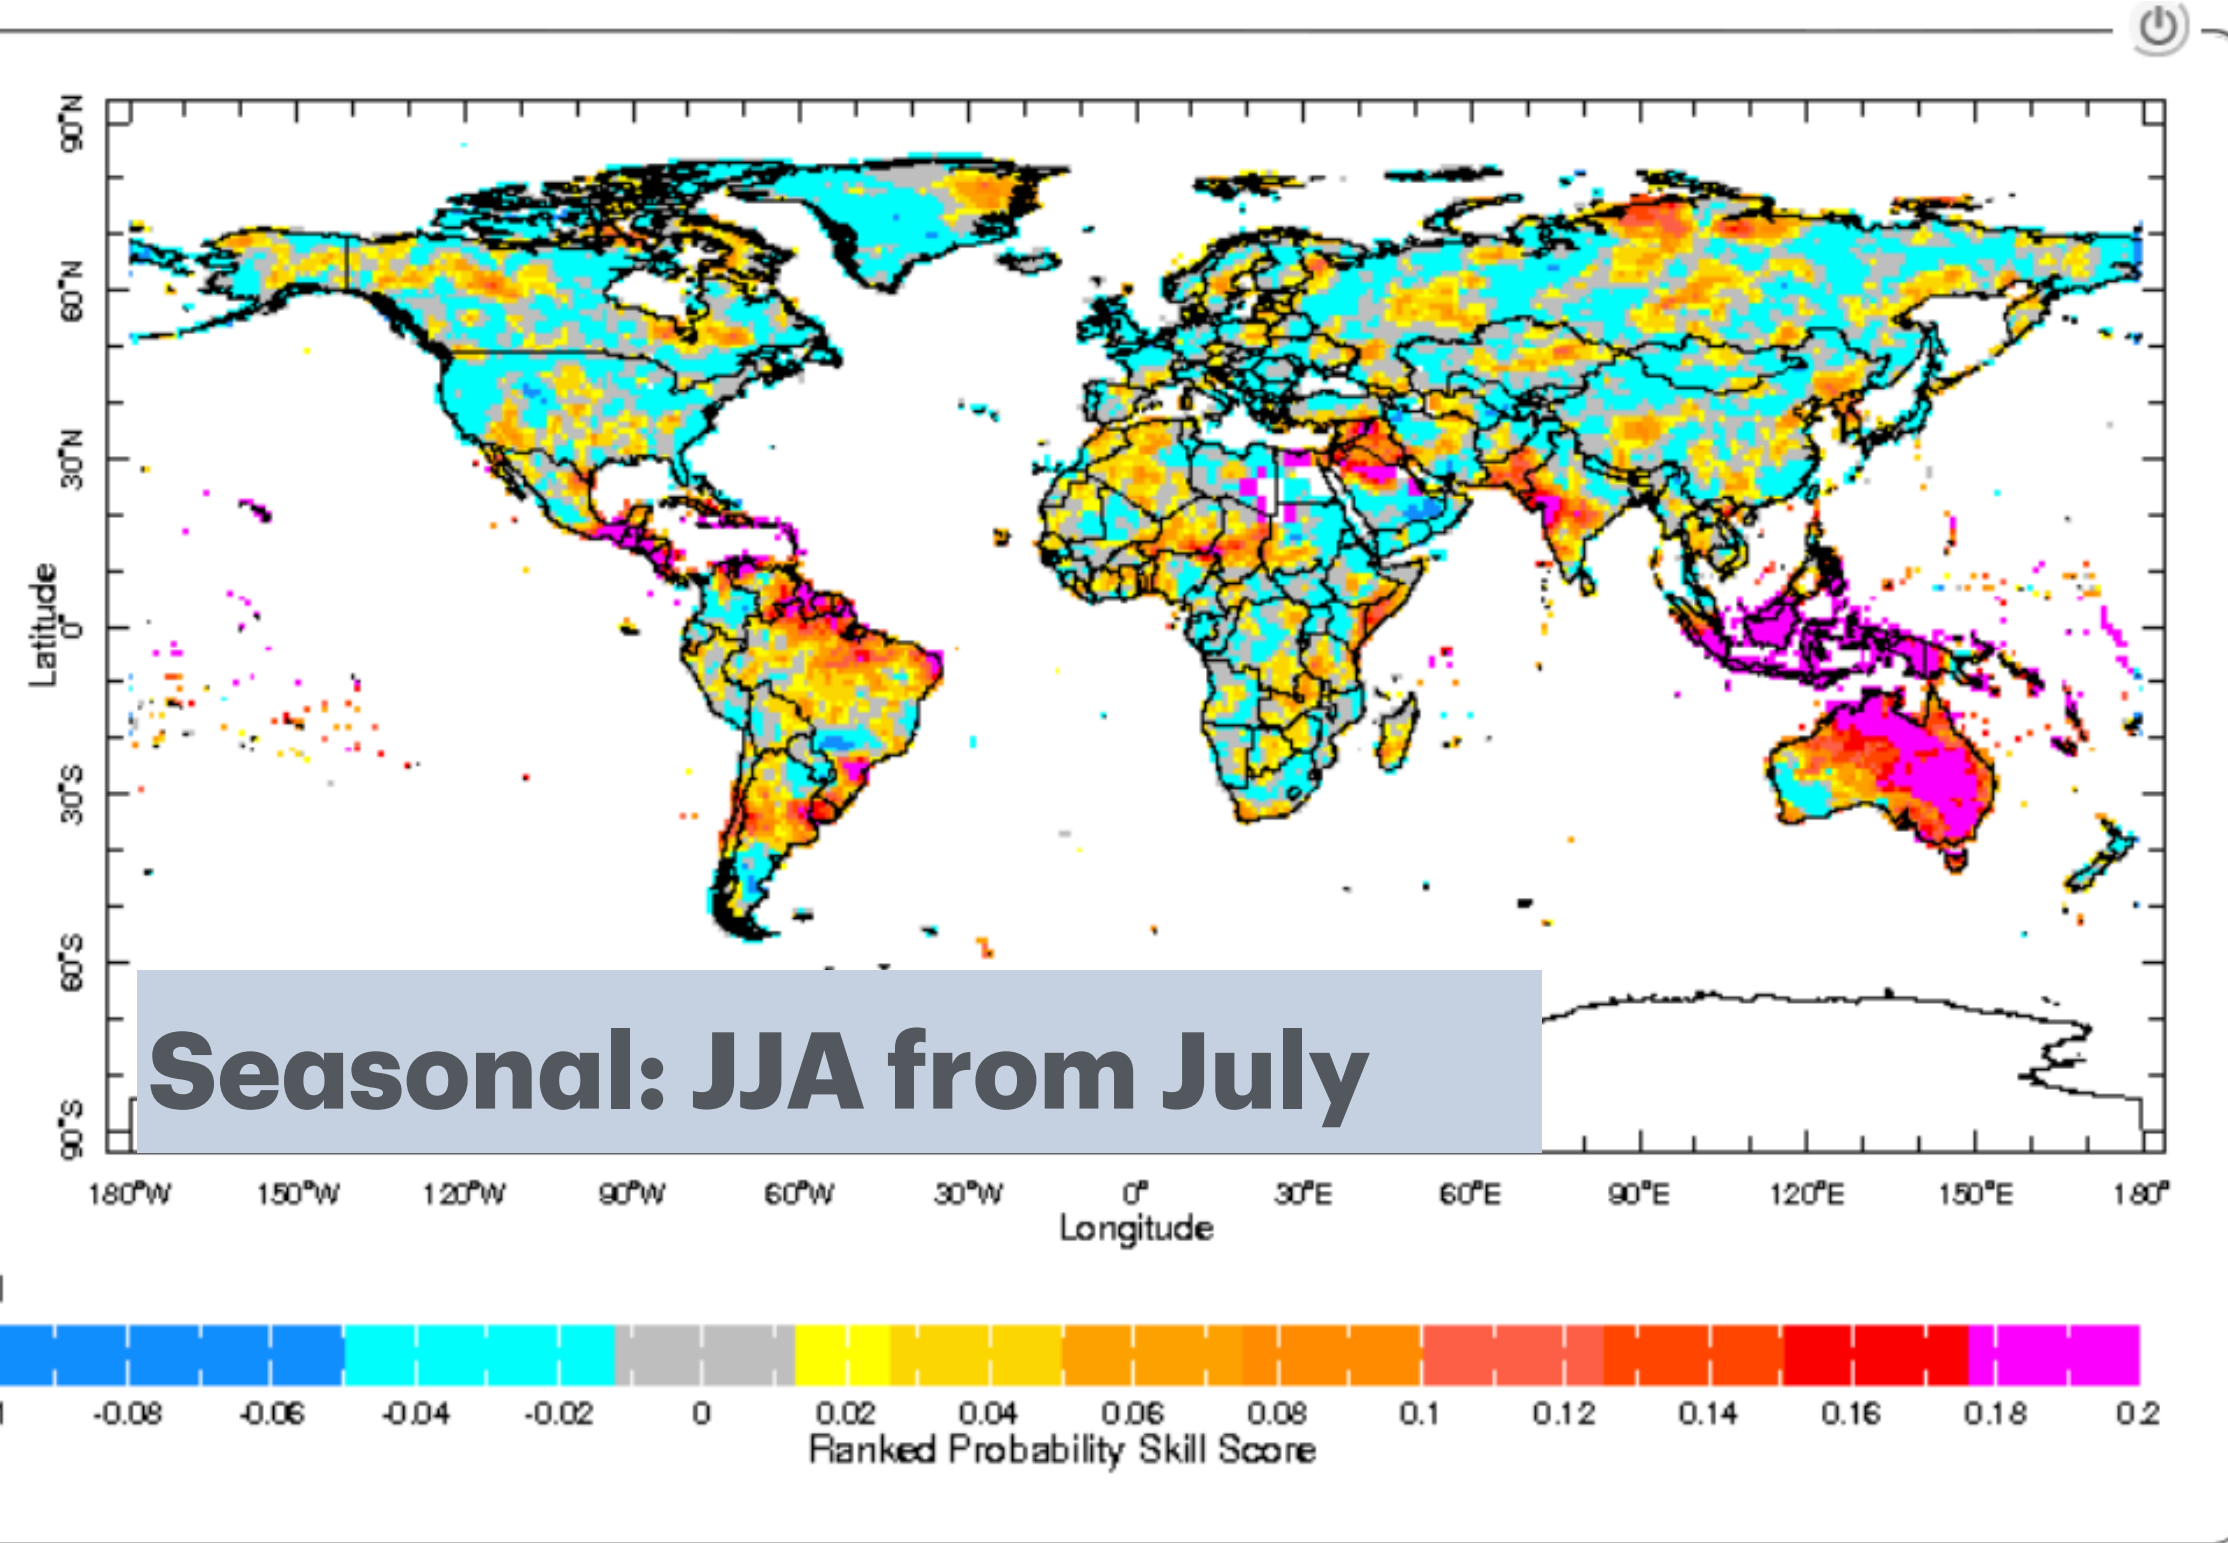 90°N
60°N
30°N
0°
30°S
60°S
90°S
Latitude
Seasonal: JJA from July
180°W 150°W 120°W 90°W 60°W 30°W 0° 30°E 60°E 90°E 120°E 150°E 180°
Longitude
-0.08 -0.06 -0.04 -0.02 0 0.02 0.04 0.06 0.08 0.1 0.12 0.14 0.16 0.18 0.2
Ranked Probability Skill Score